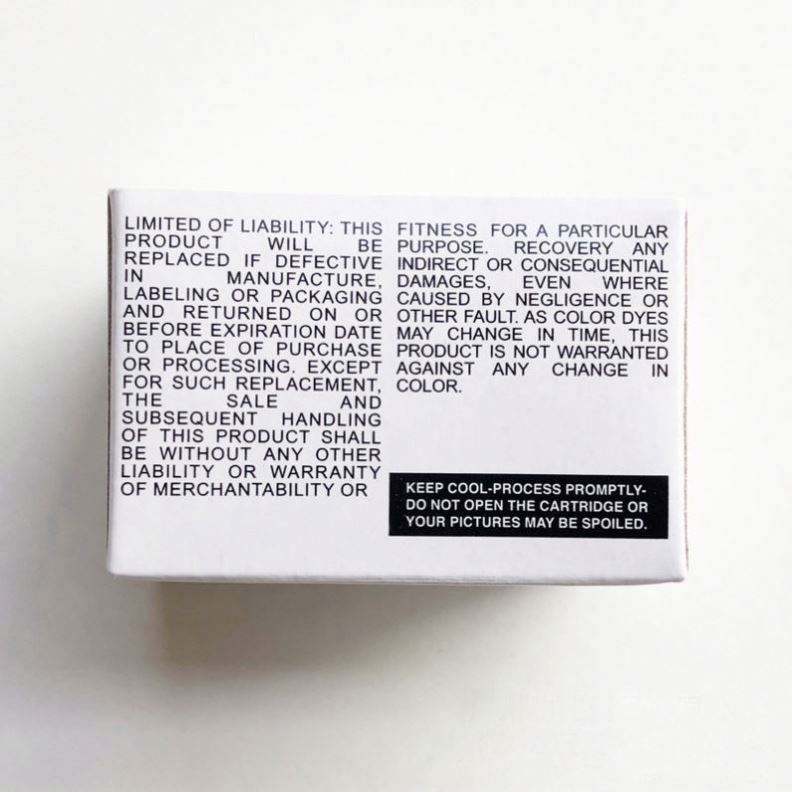 LIMITED OF LIABILITY: THIS
PRODUCT WILL BE
REPLACED IF DEFECTIVE
IN MANUFACTURE,
LABELING OR PACKAGING
AND RETURNED ON OR
BEFORE EXPIRATION DATE
TO PLACE OF PURCHASE
OR PROCESSING. EXCEPT
FOR SUCH REPLACEMENT,
THE SALE AND
SUBSEQUENT HANDLING
OF THIS PRODUCT SHALL
BE WITHOUT ANY OTHER
LIABILITY OR WARRANTY
OF MERCHANTABILITY OR
FITNESS FOR A PARTICULAR
PURPOSE. RECOVERY ANY
INDIRECT OR CONSEQUENTIAL
DAMAGES, EVEN WHERE
CAUSED BY NEGLIGENCE OR
OTHER FAULT. AS COLOR DYES
MAY CHANGE IN TIME, THIS
PRODUCT IS NOT WARRANTED
AGAINST ANY CHANGE IN
COLOR.
KEEP COOL-PROCESS PROMPTLY-
DO NOT OPEN THE CARTRIDGE OR
YOUR PICTURES MAY BE SPOILED.